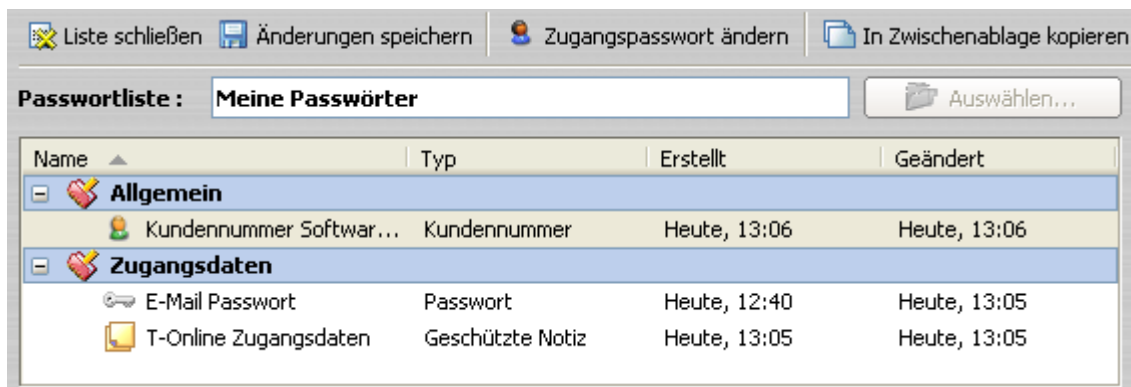 Liste schließen Änderungen speichern Zugangspasswort ändern In Zwischenablage kopieren
Passwortliste : Meine Passwörter Auswählen...
Name Typ Erstellt Geändert
Allgemein
Kundennummer Softwar... Kundennummer Heute, 13:06 Heute, 13:06
Zugangsdaten
E-Mail Passwort Passwort Heute, 12:40 Heute, 13:05
T-Online Zugangsdaten Geschützte Notiz Heute, 13:05 Heute, 13:05